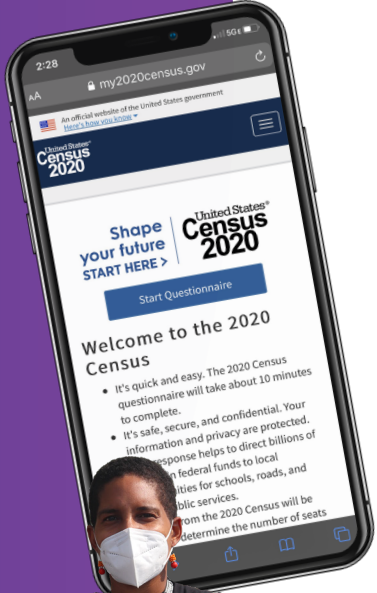 2:28
5GE
AA my2020census.gov
An official website of the United States government
Here's how you know
United States®
Census
2020
Shape
your future
START HERE >
United States®
Census
2020
Start Questionnaire
Welcome to the 2020
Census
• It's quick and easy. The 2020 Census
questionnaire will take about 10 minutes
to complete.
• It's safe, secure, and confidential. Your
information and privacy are protected.
response helps to direct billions of
in federal funds to local
for schools, roads, and
services.
from the 2020 Census will be
determine the number of seats